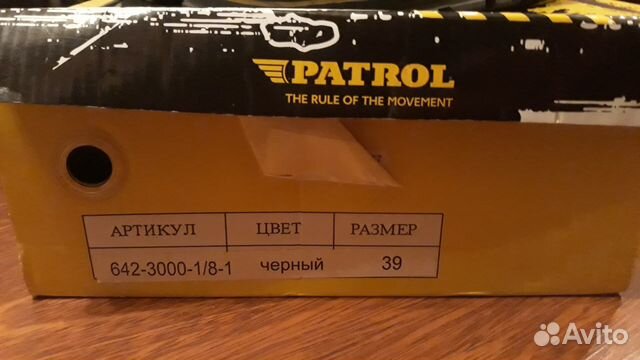 PATROL
THE RULE OF THE MOVEMENT
АРТИКУЛ ЦВЕТ РАЗМЕР
642-3000-1/8-1 черный 39
Avito